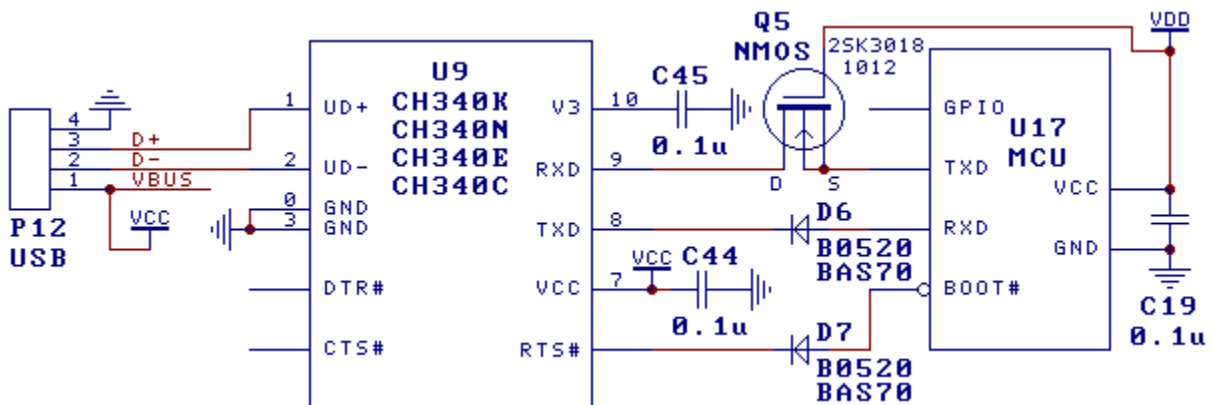 Q5
NMOS
2SK3018
1012
VDD
U9
CH340K
CH340N
CH340E
CH340C
C45
0.1u
U17
MCU
GPIO
TXD
VCC
RXD
GND
BOOT#
1
UD+
V3
10
4
3
D+
2
D-
1
VBUS
VCC
P12
USB
2
UD-
RXD
9
D
S
0
GND
3
GND
TXD
8
D6
B0520
BAS70
VCC
C44
0.1u
DTR#
VCC
7
CTS#
RTS#
D7
B0520
BAS70
C19
0.1u